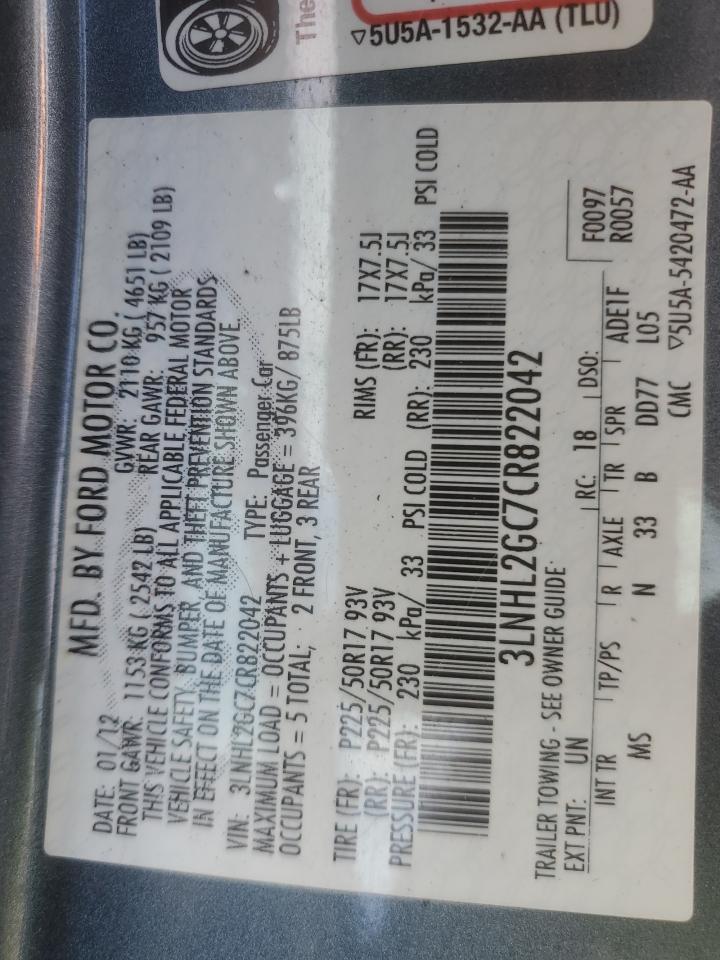 The
▽5U5A-1532-AA (TLU)
MFD. BY FORD MOTOR CO.
DATE: 01/12 GVWR: 2110 KG ( 4651 LB)
FRONT GAWR: 1153 KG ( 2542 LB) REAR GAWR: 957 KG ( 2109 LB)
THIS VEHICLE CONFORMS TO ALL APPLICABLE FEDERAL MOTOR
VEHICLE SAFETY, BUMPER, AND THEFT PREVENTION STANDARDS
IN EFFECT ON THE DATE OF MANUFACTURE SHOWN ABOVE.
VIN: 3LNHL2GC7CR822042 TYPE: Passenger Car
MAXIMUM LOAD = OCCUPANTS + LUGGAGE = 396KG/ 875LB
OCCUPANTS = 5 TOTAL; 2 FRONT, 3 REAR
TIRE (FR): P225/50R17 93V RIMS (FR): 17X7.5J
(RR): P225/50R17 93V (RR): 17X7.5J
PRESSURE (FR): 230 kPa/ 33 PSI COLD (RR): 230 kPa/ 33 PSI COLD
3LNHL2GC7CR822042
TRAILER TOWING - SEE OWNER GUIDE
F0097
R0057
EXT PNT: UN RC: 18 DSO:
INT TR TP/PS R AXLE TR SPR ADE1F
MS N 33 B DD77 L05
CMC ▽5U5A-5420472-AA